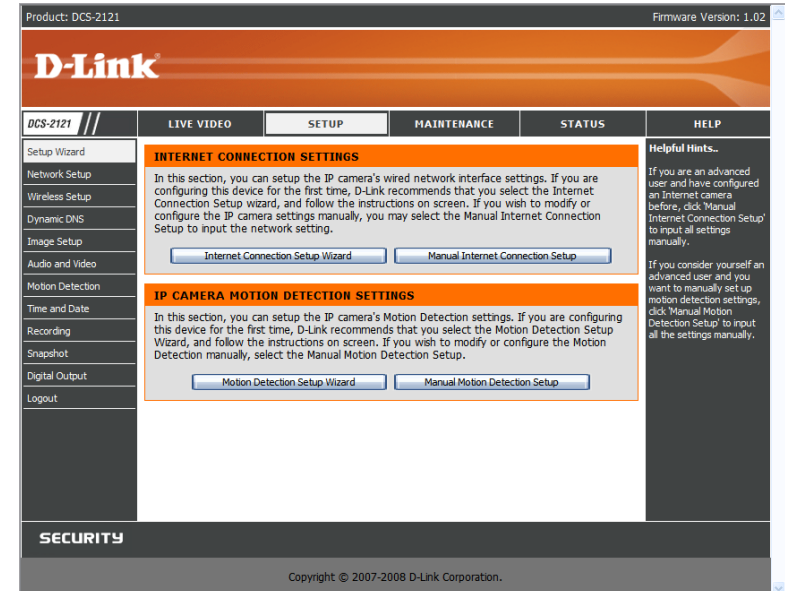 Product: DCS-2121
Firmware Version: 1.02
D-Link®
DCS-2121
LIVE VIDEO
SETUP
MAINTENANCE
STATUS
HELP
Setup Wizard
Network Setup
Wireless Setup
Dynamic DNS
Image Setup
Audio and Video
Motion Detection
Time and Date
Recording
Snapshot
Digital Output
Logout
INTERNET CONNECTION SETTINGS
In this section, you can setup the IP camera's wired network interface settings. If you are
configuring this device for the first time, D-Link recommends that you select the Internet
Connection Setup wizard, and follow the instructions on screen. If you wish to modify or
configure the IP camera settings manually, you may select the Manual Internet Connection
Setup to input the network setting.
Internet Connection Setup Wizard
Manual Internet Connection Setup
IP CAMERA MOTION DETECTION SETTINGS
In this section, you can setup the IP camera's Motion Detection settings. If you are configuring
this device for the first time, D-Link recommends that you select the Motion Detection Setup
Wizard, and follow the instructions on screen. If you wish to modify or configure the Motion
Detection manually, select the Manual Motion Detection Setup.
Motion Detection Setup Wizard
Manual Motion Detection Setup
Helpful Hints..
If you are an advanced
user and have configured
an Internet camera
before, click 'Manual
Internet Connection Setup'
to input all settings
manually.
If you consider yourself an
advanced user and you
want to manually set up
motion detection settings,
click 'Manual Motion
Detection Setup' to input
all the settings manually.
SECURITY
Copyright © 2007-2008 D-Link Corporation.